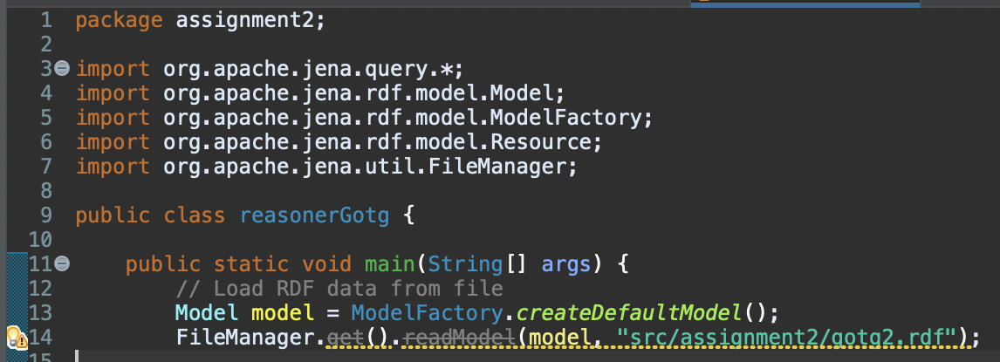 1 package assignment2;
2
3 import org.apache.jena.query.*;
4 import org.apache.jena.rdf.model.Model;
5 import org.apache.jena.rdf.model.ModelFactory;
6 import org.apache.jena.rdf.model.Resource;
7 import org.apache.jena.util.FileManager;
8
9 public class reasonerGotg {
10
11 public static void main(String[] args) {
12 // Load RDF data from file
13 Model model = ModelFactory.createDefaultModel();
14 FileManager.get().readModel(model, "src/assignment2/gotg2.rdf");
15